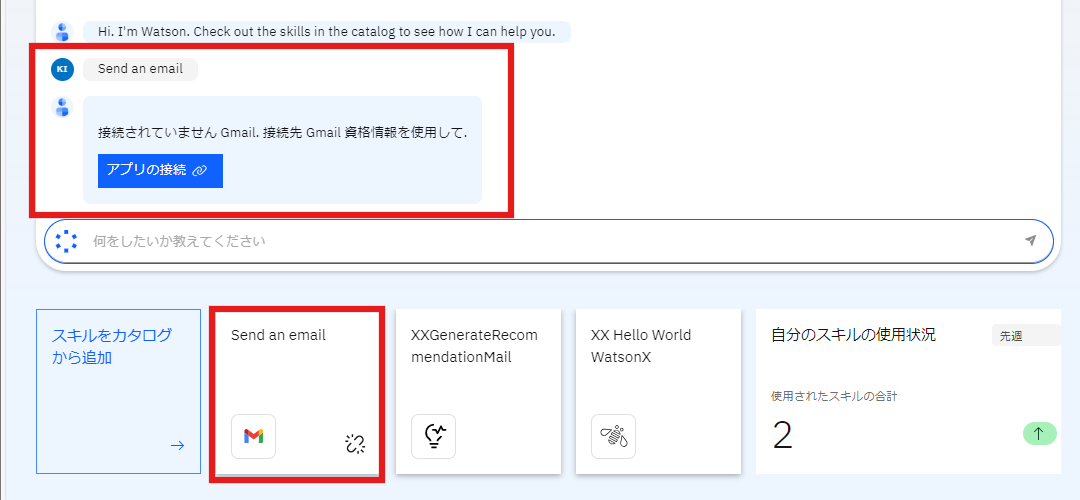 Hi. I'm Watson. Check out the skills in the catalog to see how I can help you.
KI
Send an email
接続されていません Gmail. 接続先 Gmail 資格情報を使用して.
アプリの接続
何をしたいか教えてください
スキルをカタログ
から追加
Send an email
XXGenerateRecom
mendationMail
XX Hello World
WatsonX
自分のスキルの使用状況
先週
使用されたスキルの合計
2